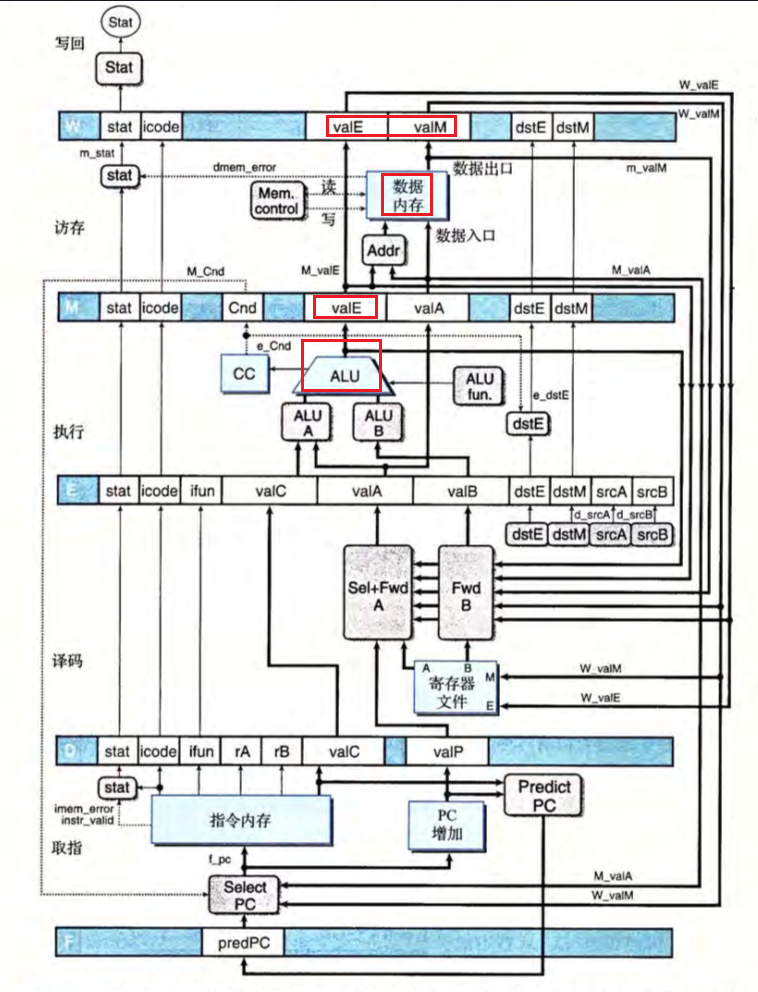 Stat
写回
Stat
W_valE
W stat icode valE valM dstE dstM
W_valM
m_stat
stat
dmem_error
数据出口
m_valM
Mem. control
读
写
数据内存
访存
数据入口
Addr
M_Cnd
M_valE
M_valA
M stat icode Cnd valE valA dstE dstM
e_Cnd
CC
ALU
ALU fun.
e_dstE
ALU A
ALU B
dstE
执行
E stat icode ifun valC valA valB dstE dstM srcA srcB
d_srcA d_srcB
dstE dstM srcA srcB
Sel+Fwd A
Fwd B
译码
A B
M
寄存器文件
E
W_valM
W_valE
D stat icode ifun rA rB valC valP
stat
imem_error
instr_valid
指令内存
PC 增加
Predict PC
取指
f_pc
Select PC
M_valA
W_valM
F predPC